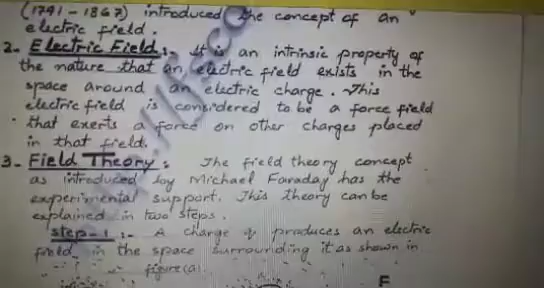 (1791 - 1867) introduced the concept of an
electric field.
2- Electric Field :- It is an intrinsic property of
the nature that an electric field exists in the
space around an electric charge. This
electric field is considered to be a force field
that exerts a force on other charges placed
in that field.
3- Field Theory : The field theory concept
as introduced by Michael Faraday has the
experimental support. This theory can be
explained in two steps.
Step-1 :- A charge q produces an electric
field in the space surrounding it as shown in
figure (a).
F